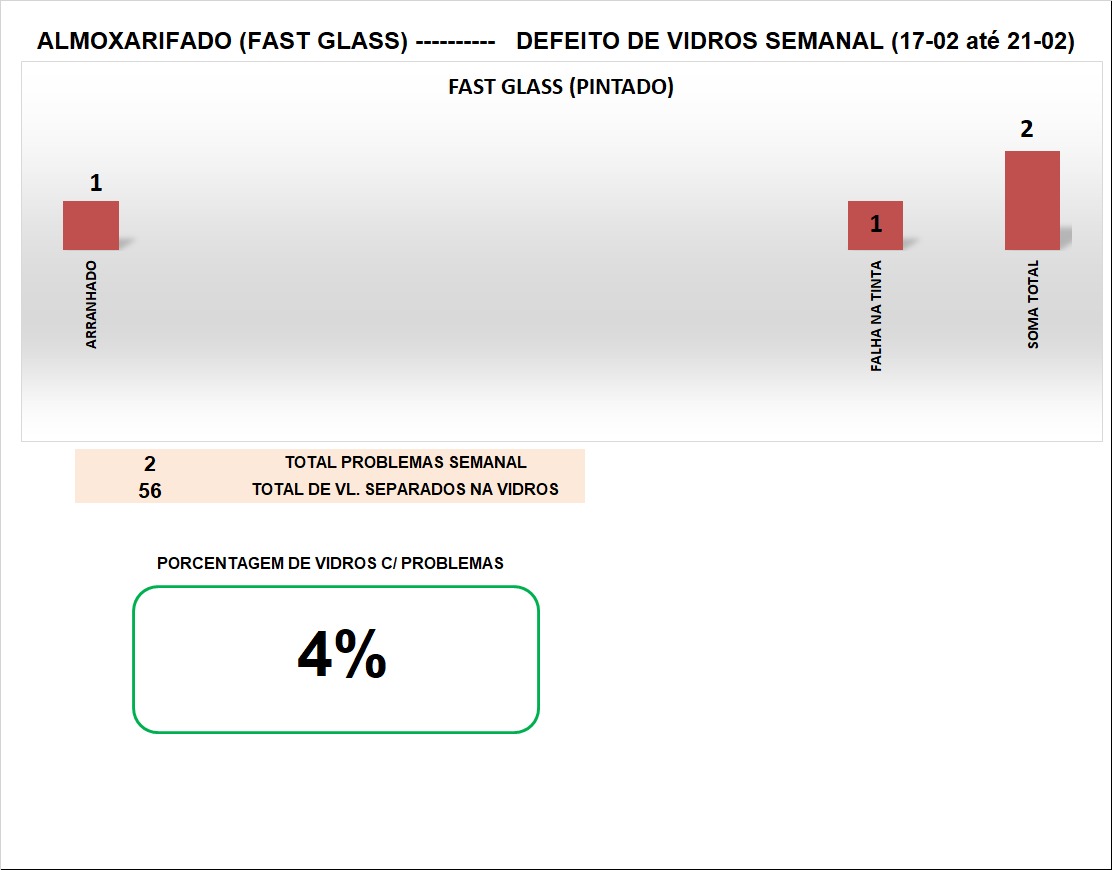 ALMOXARIFADO (FAST GLASS) ---------- DEFEITO DE VIDROS SEMANAL (17-02 até 21-02)
FAST GLASS (PINTADO)
1
1
2
ARRANHADO
FALHA NA TINTA
SOMA TOTAL
2 TOTAL PROBLEMAS SEMANAL
56 TOTAL DE VL. SEPARADOS NA VIDROS
PORCENTAGEM DE VIDROS C/ PROBLEMAS
4%